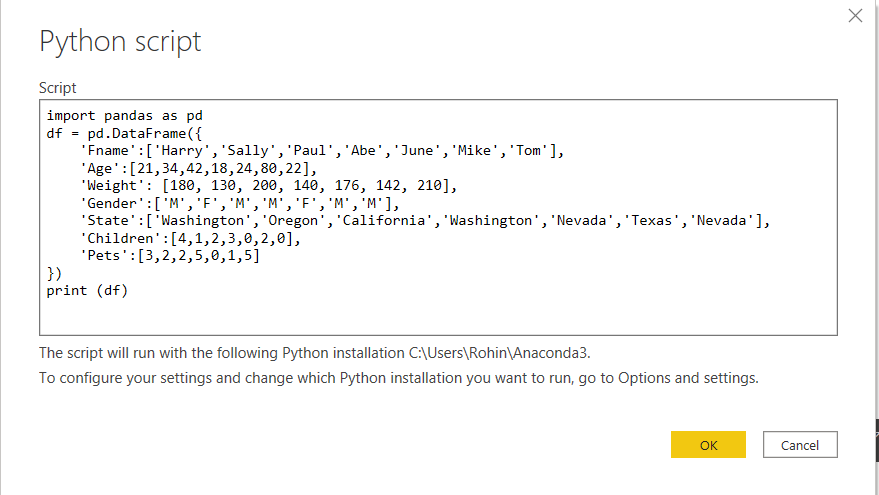 Python script
Script
import pandas as pd
df = pd.DataFrame({
    'Fname':['Harry','Sally','Paul','Abe','June','Mike','Tom'],
    'Age':[21,34,42,18,24,80,22],
    'Weight': [180, 130, 200, 140, 176, 142, 210],
    'Gender':['M','F','M','M','F','M','M'],
    'State':['Washington','Oregon','California','Washington','Nevada','Texas','Nevada'],
    'Children':[4,1,2,3,0,2,0],
    'Pets':[3,2,2,5,0,1,5]
})
print (df)
The script will run with the following Python installation C:\Users\Rohin\Anaconda3.
To configure your settings and change which Python installation you want to run, go to Options and settings.
OK
Cancel